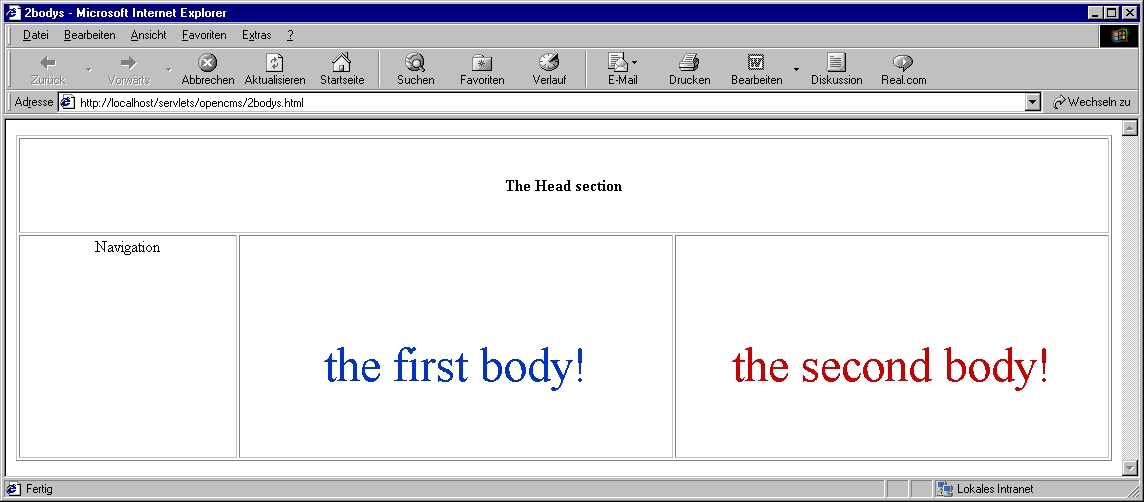 2bodys - Microsoft Internet Explorer
Datei Bearbeiten Ansicht Favoriten Extras ?
Zurück Vorwärts Abbrechen Aktualisieren Startseite Suchen Favoriten Verlauf E-Mail Drucken Bearbeiten Diskussion Real.com
Adresse http://localhost/servlets/opencms/2bodys.html Wechseln zu
The Head section
Navigation
the first body!
the second body!
Fertig Lokales Intranet